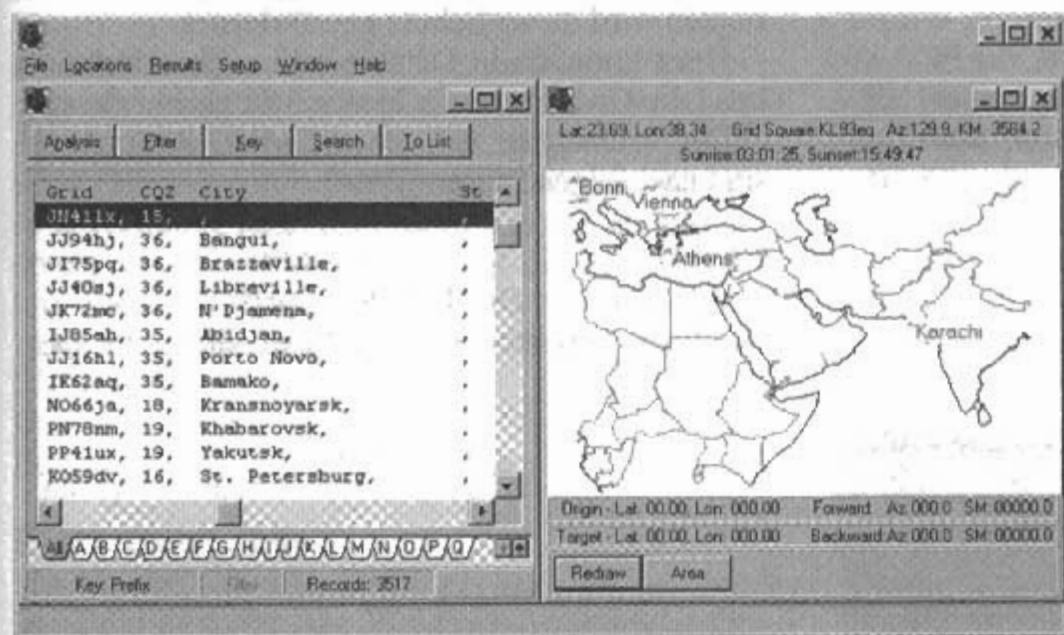 File Locations Results Setup Window Help
Analysis Filter Key Search To List
Grid CQZ City St
JN41lx, 15, , ,
JJ94hj, 36, Bangui, ,
JI75pq, 36, Brazzaville, ,
JJ40sj, 36, Libreville, ,
JK72mc, 36, N'Djamena, ,
IJ85ah, 35, Abidjan, ,
JJ16hl, 35, Porto Novo, ,
IK62aq, 35, Bamako, ,
NO66ja, 18, Kransnoyarsk, ,
PN78nm, 19, Khabarovsk, ,
PP41ux, 19, Yakutsk, ,
KO59dv, 16, St. Petersburg, ,
All A B C D E F G H I J K L M N O P Q
Key: Prefix Filter Records: 3517
Lat:23.69, Lon:38.34 Grid Square:KL93eq Az:129.9, KM: 3584.2
Sunrise:03:01:25, Sunset:15:49:47
Bonn
Vienna
Athens
Karachi
Origin - Lat: 00.00, Lon: 000.00 Forward Az:000.0 SM:00000.0
Target - Lat: 00.00, Lon: 000.00 Backward Az:000.0 SM:00000.0
Redraw Area